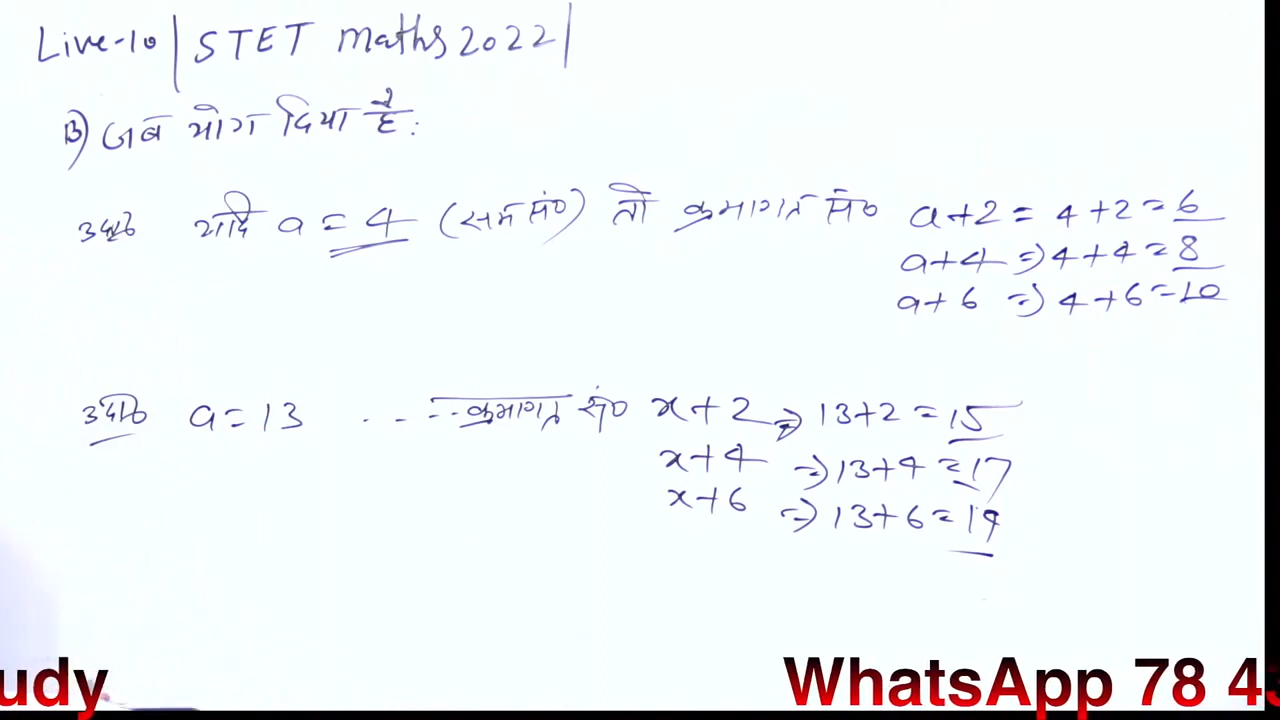 Live-10 | STET maths 2022 |
B) जब योग दिया है :
उदा० यदि a = 4 (सम सं०) तो क्रमागत सं० a+2 = 4+2 = 6
a+4 => 4+4 = 8
a+6 => 4+6 = 10
उदा० a = 13 . . - - .. क्रमागत सं० x+2 => 13+2 = 15
x+4 => 13+4 = 17
x+6 => 13+6 = 19
udy WhatsApp 78 4